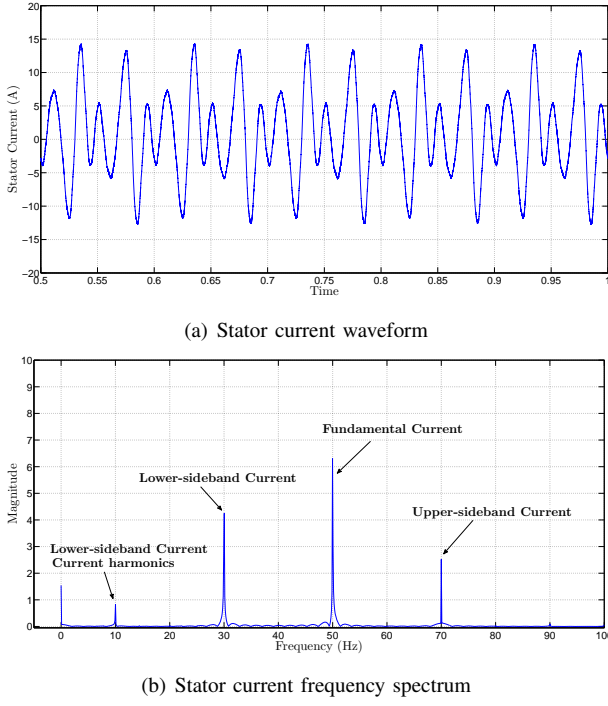 20
15
10
5
0
−5
−10
−15
−20
Stator Current (A)
0.5 0.55 0.6 0.65 0.7 0.75 0.8 0.85 0.9 0.95 1
Time
(a) Stator current waveform
10
9
8
7
6
5
4
3
2
1
0
Magnitude
Fundamental Current
Lower-sideband Current
Upper-sideband Current
Lower-sideband Current
Current harmonics
0 10 20 30 40 50 60 70 80 90 100
Frequency (Hz)
(b) Stator current frequency spectrum